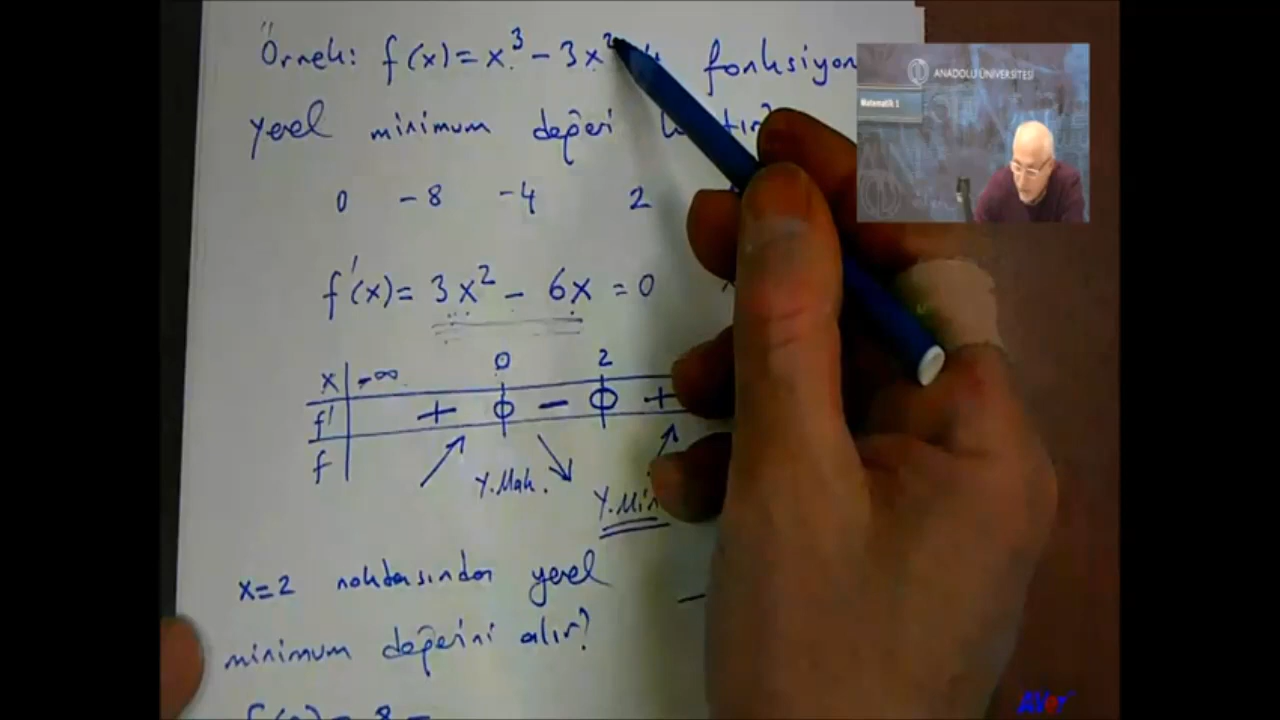 Örnek: f(x) = x³ - 3x² fonksiyon
yerel minimum değeri
0 -8 -4 2
f'(x) = 3x² - 6x = 0
x -∞ 0 2
f' + 0 - 0 +
f Y.Mak. Y.Min
x=2 noktasından yerel
minimum değerini alır?
ANADOLU ÜNİVERSİTESİ
Matematik 1
AVer